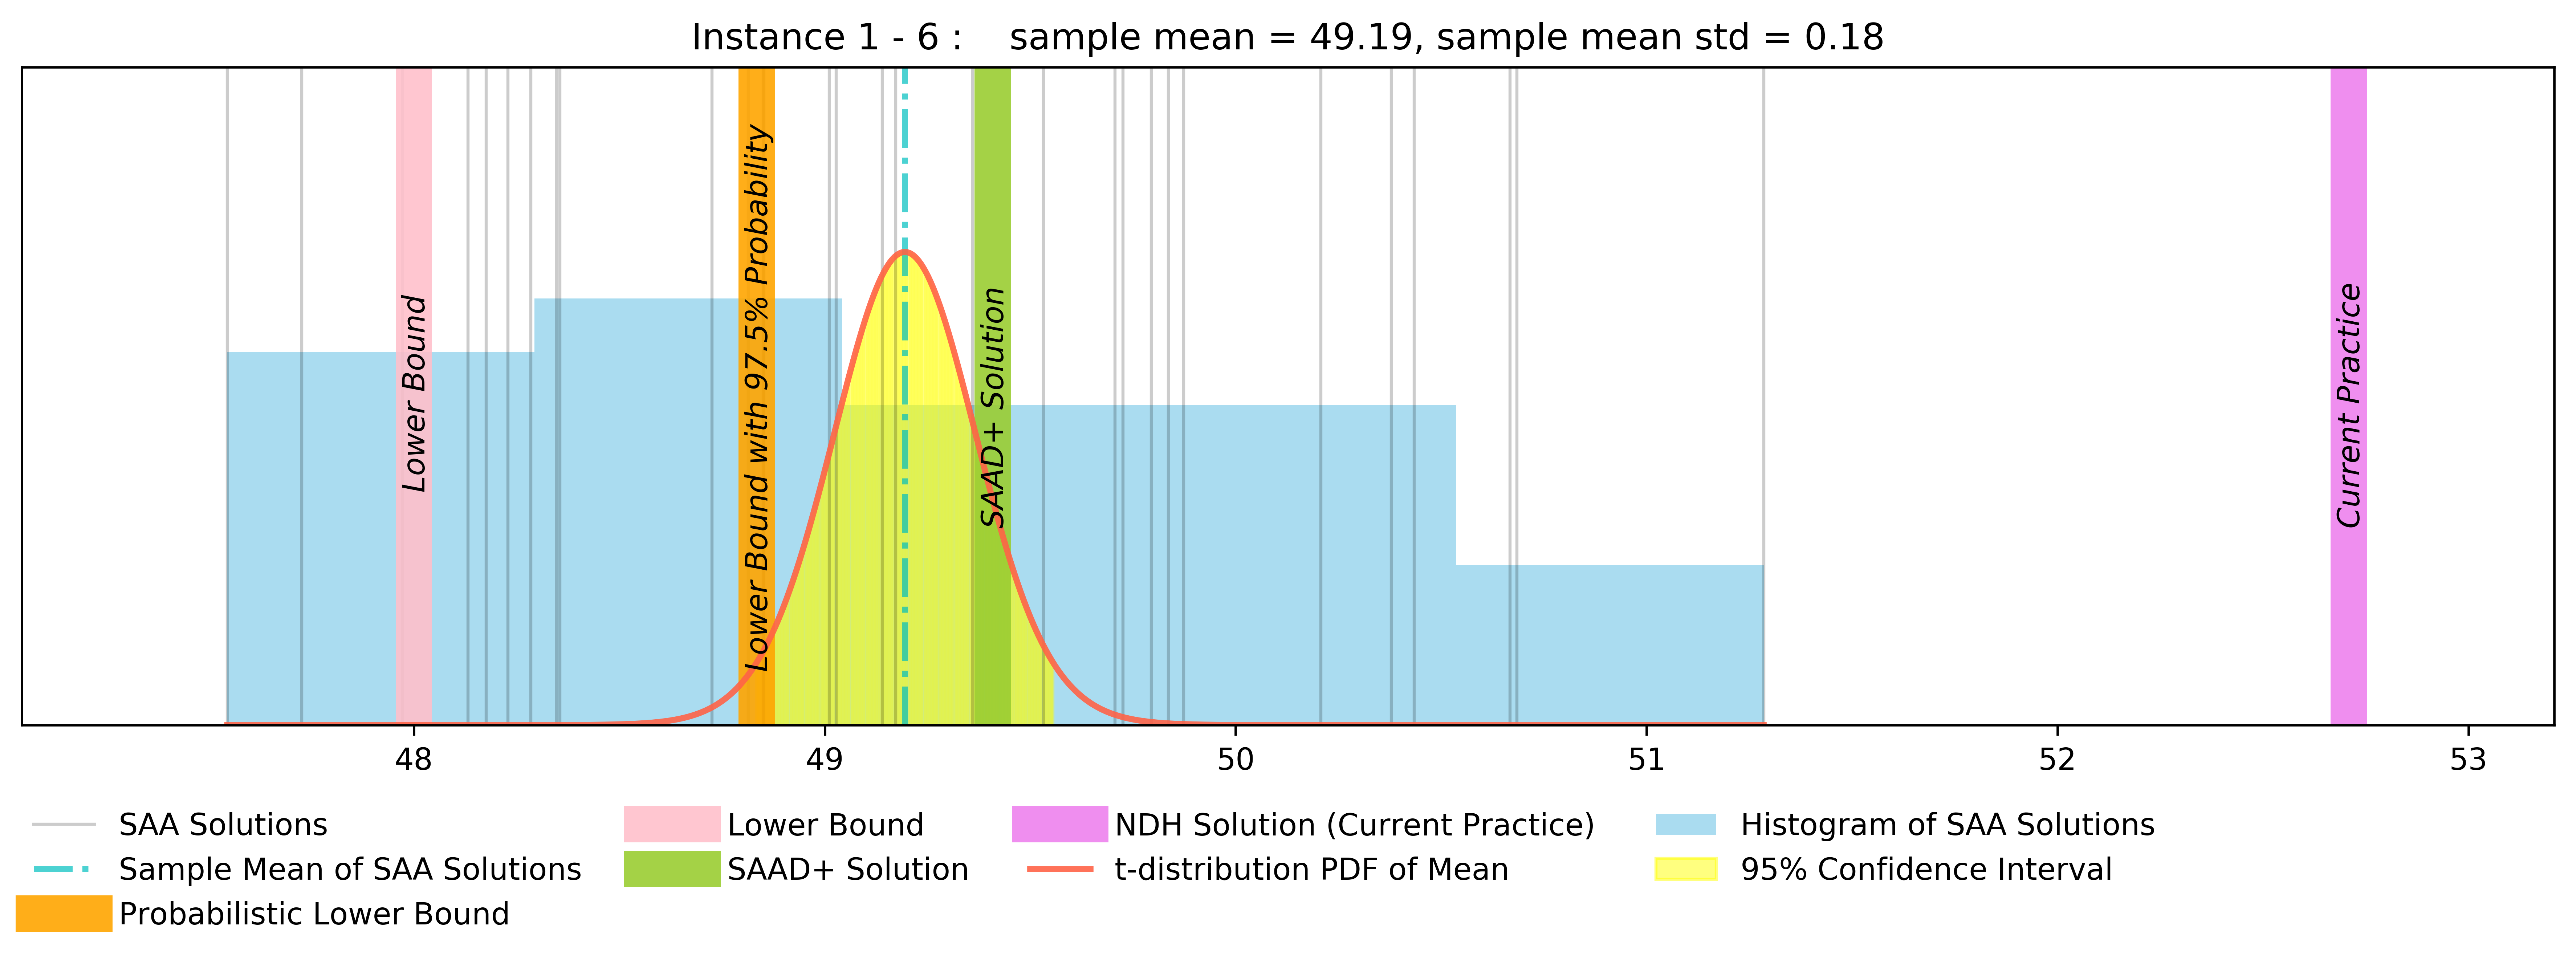 Instance 1 - 6 :    sample mean = 49.19, sample mean std = 0.18
Lower Bound
Lower Bound with 97.5% Probability
SAAD+ Solution
Current Practice
48 49 50 51 52 53
SAA Solutions
Sample Mean of SAA Solutions
Probabilistic Lower Bound
Lower Bound
SAAD+ Solution
NDH Solution (Current Practice)
t-distribution PDF of Mean
Histogram of SAA Solutions
95% Confidence Interval